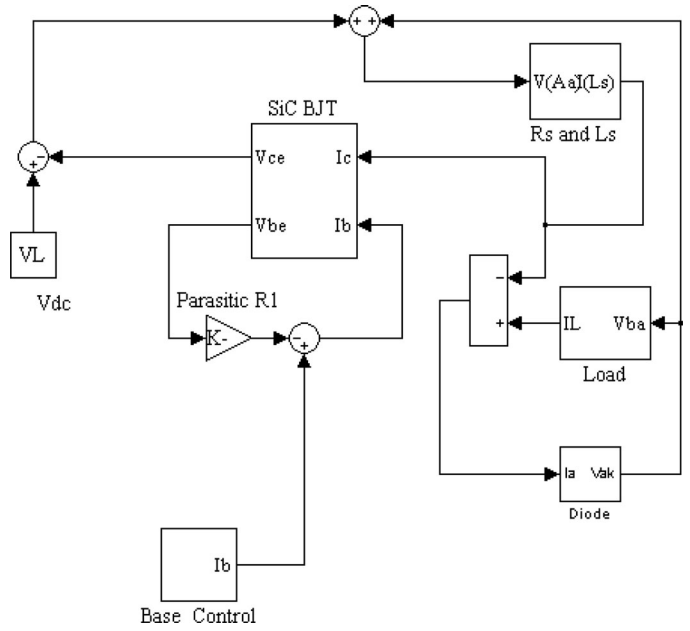 + +
V(Aa)I(Ls)
Rs and Ls
SiC BJT
Vce
Ic
Vbe
Ib
-
+
VL
Vdc
Parasitic R1
K-
-
+
-
+
IL
Vba
Load
Ia
Vak
Diode
Ib
Base Control